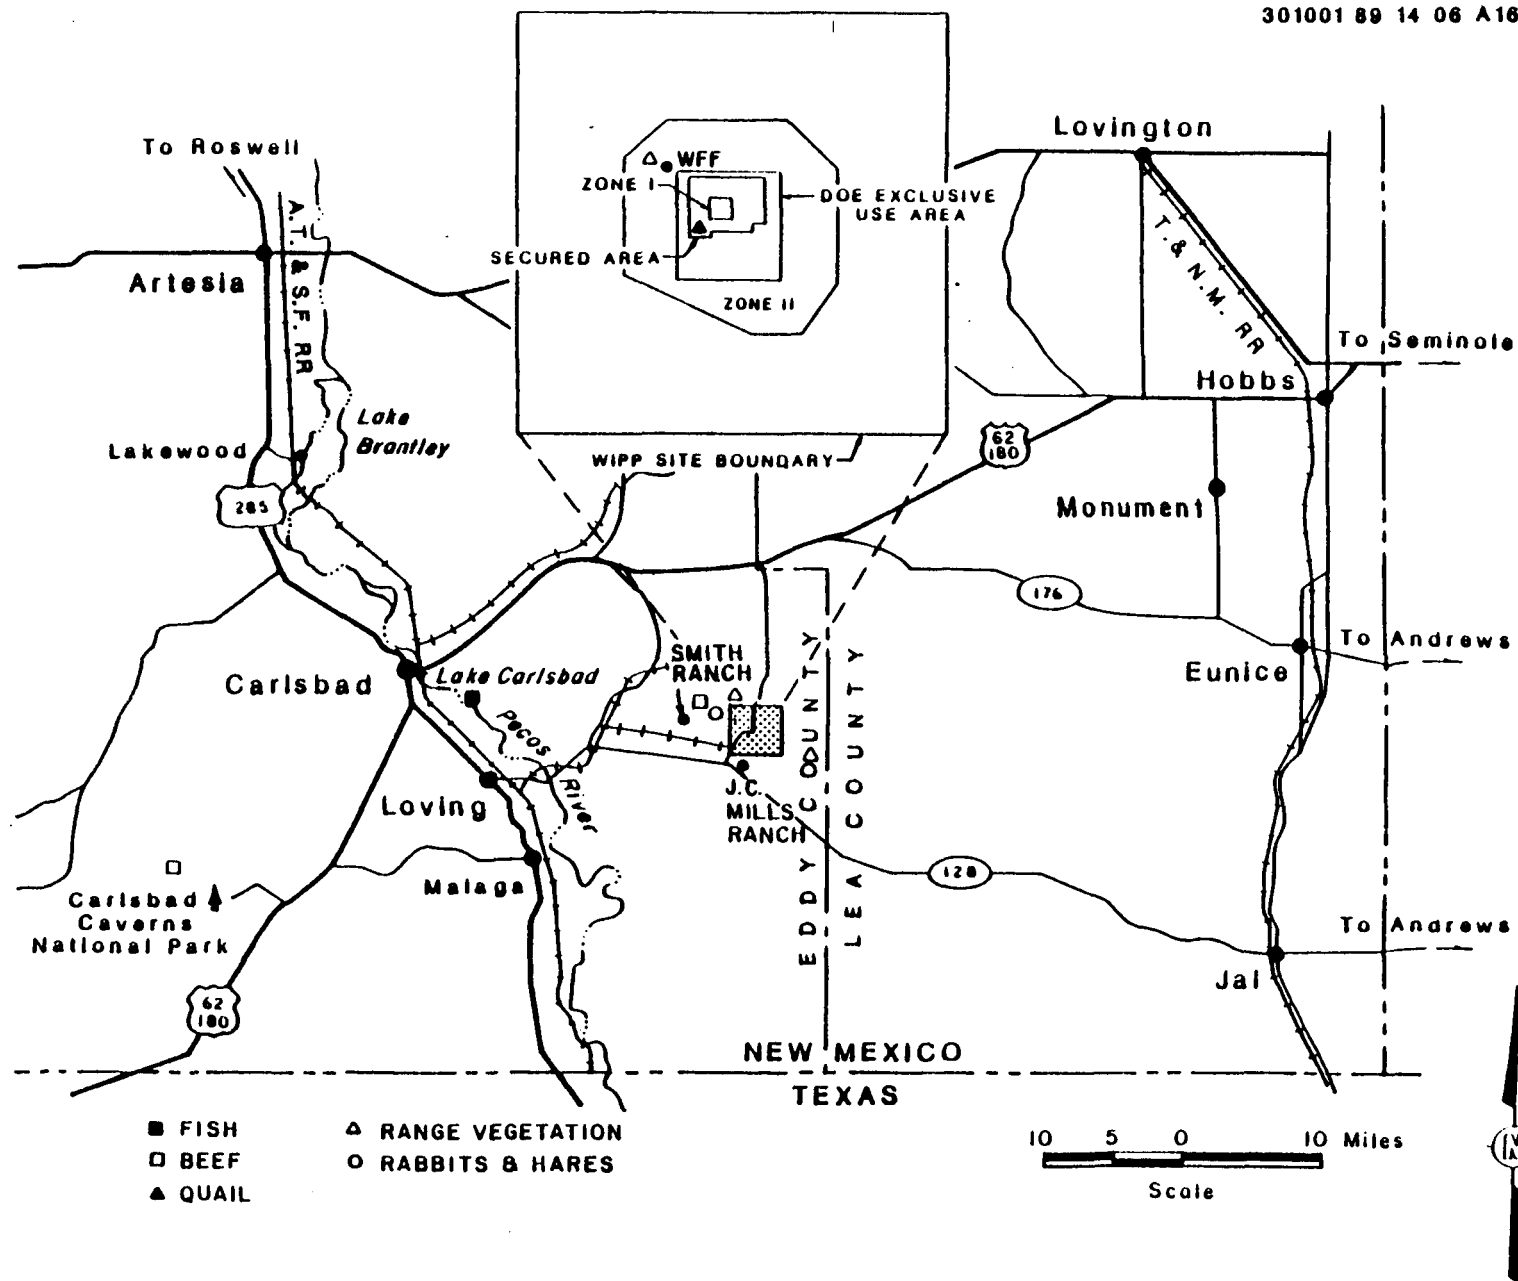 301001 89 14 06 A16
To Roswell
Lovington
WFF
ZONE I
DOE EXCLUSIVE
USE AREA
A.T. & S.F. RR
T. & N.M. RR
SECURED AREA
Artesia
ZONE II
To Seminole
Hobbs
Lake
Brantley
Lakewood
62
180
WIPP SITE BOUNDARY
285
Monument
176
To Andrews
SMITH
RANCH
Eunice
Lake Carlsbad
Carlsbad
Pecos
River
EDDY COUNTY
LEA COUNTY
Loving
J.C.
MILLS
RANCH
128
Malaga
Carlsbad
Caverns
National Park
To Andrews
Jal
62
180
NEW MEXICO
TEXAS
FISH
RANGE VEGETATION
BEEF
RABBITS & HARES
QUAIL
10 5 0 10 Miles
Scale